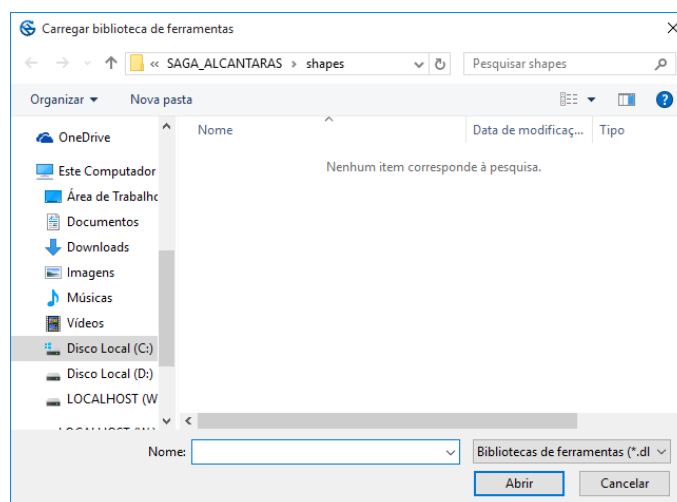 Carregar biblioteca de ferramentas
« SAGA_ALCANTARAS > shapes
Pesquisar shapes
Organizar
Nova pasta
Nome
Data de modificaç...
Tipo
OneDrive
Nenhum item corresponde à pesquisa.
Este Computador
Área de Trabalho
Documentos
Downloads
Imagens
Músicas
Vídeos
Disco Local (C:)
Disco Local (D:)
LOCALHOST (W
Nome:
Bibliotecas de ferramentas (*.dl
Abrir
Cancelar